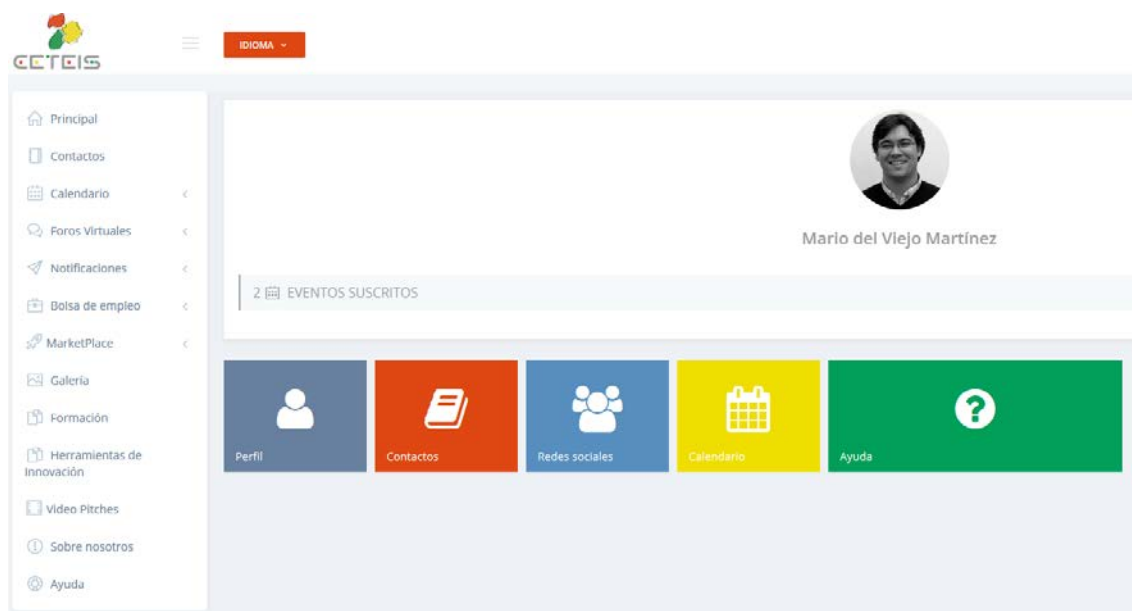 CETEIS
IDIOMA
Principal
Contactos
Calendario
Foros Virtuales
Notificaciones
Bolsa de empleo
MarketPlace
Galería
Formación
Herramientas de
Innovación
Video Pitches
Sobre nosotros
Ayuda
Mario del Viejo Martínez
2 EVENTOS SUSCRITOS
Perfil
Contactos
Redes sociales
Calendario
Ayuda